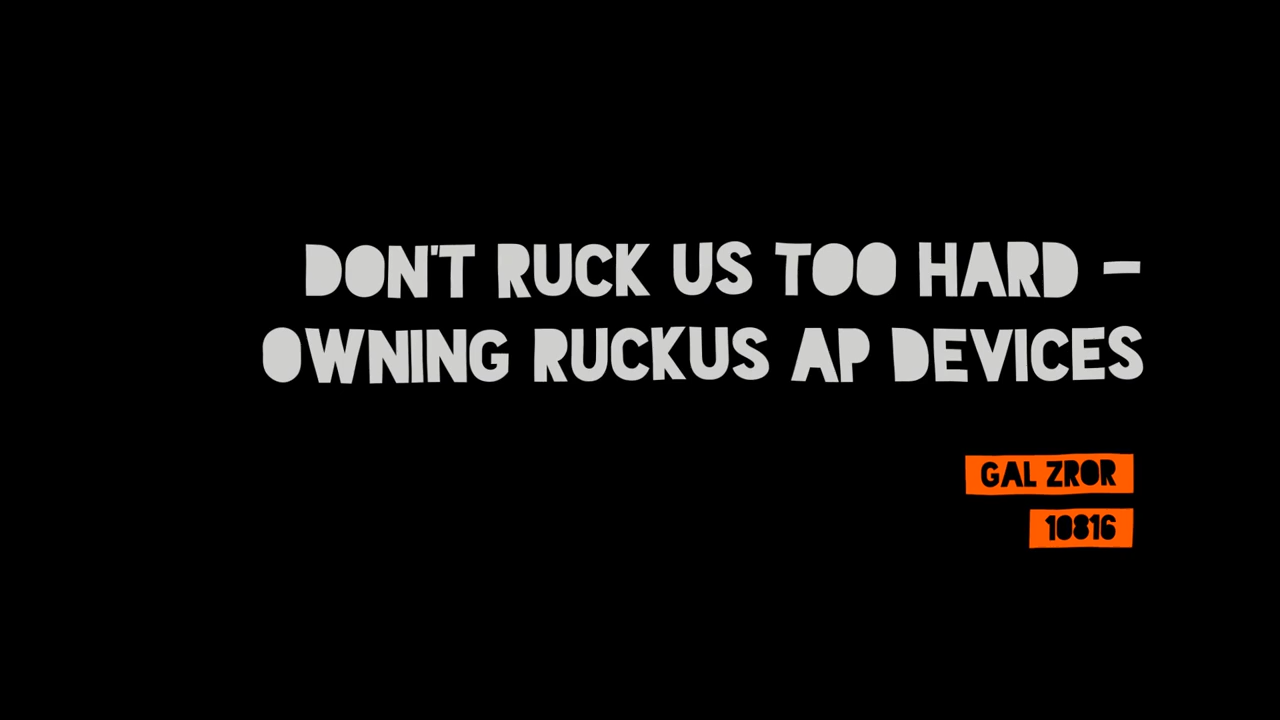 DON'T RUCK US TOO HARD –
OWNING RUCKUS AP DEVICES
GAL ZROR
10816